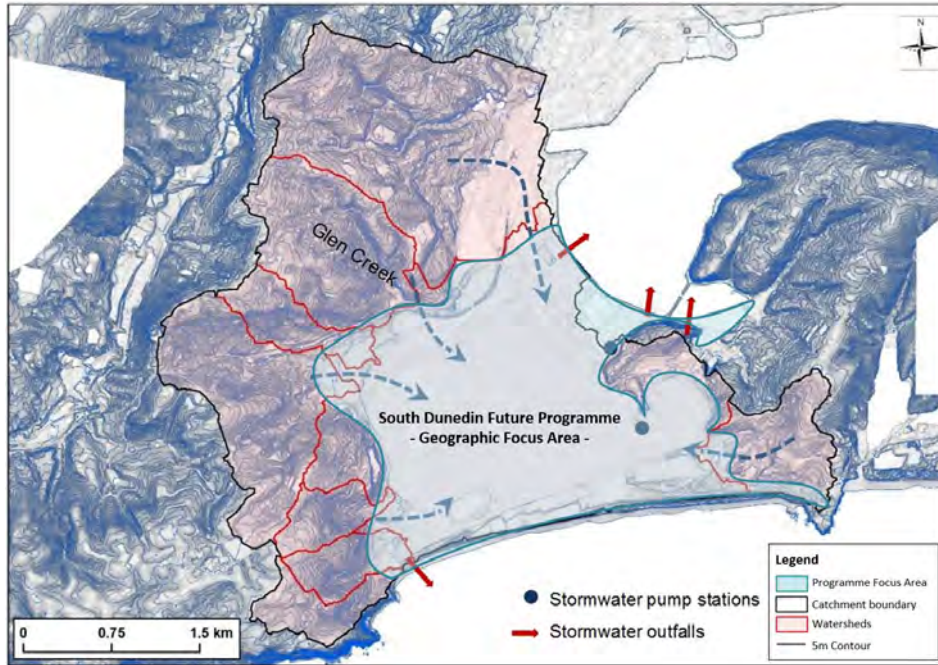 N
Glen Creek
South Dunedin Future Programme
- Geographic Focus Area -
0 0.75 1.5 km
Stormwater pump stations
Stormwater outfalls
Legend
Programme Focus Area
Catchment boundary
Watersheds
5m Contour